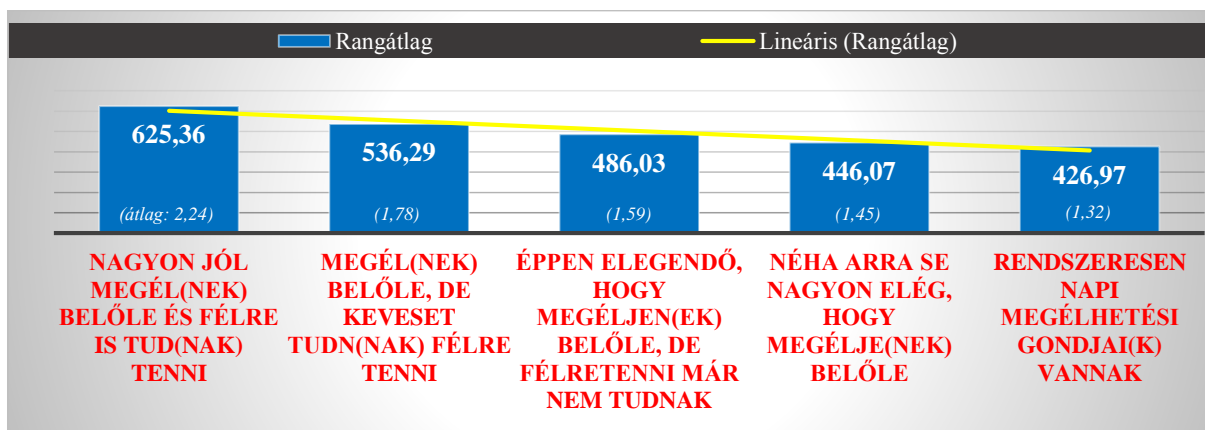 Rangátlag Lineáris (Rangátlag)
625,36
536,29
486,03
446,07
426,97
(átlag: 2,24)
(1,78)
(1,59)
(1,45)
(1,32)
NAGYON JÓL
MEGÉL(NEK)
BELŐLE ÉS FÉLRE
IS TUD(NAK)
TENNI
MEGÉL(NEK)
BELŐLE, DE
KEVESET
TUDN(NAK) FÉLRE
TENNI
ÉPPEN ELEGENDŐ,
HOGY
MEGÉLJEN(EK)
BELŐLE, DE
FÉLRETENNI MÁR
NEM TUDNAK
NÉHA ARRA SE
NAGYON ELÉG,
HOGY
MEGÉLJE(NEK)
BELŐLE
RENDSZERESEN
NAPI
MEGÉLHETÉSI
GONDJAI(K)
VANNAK